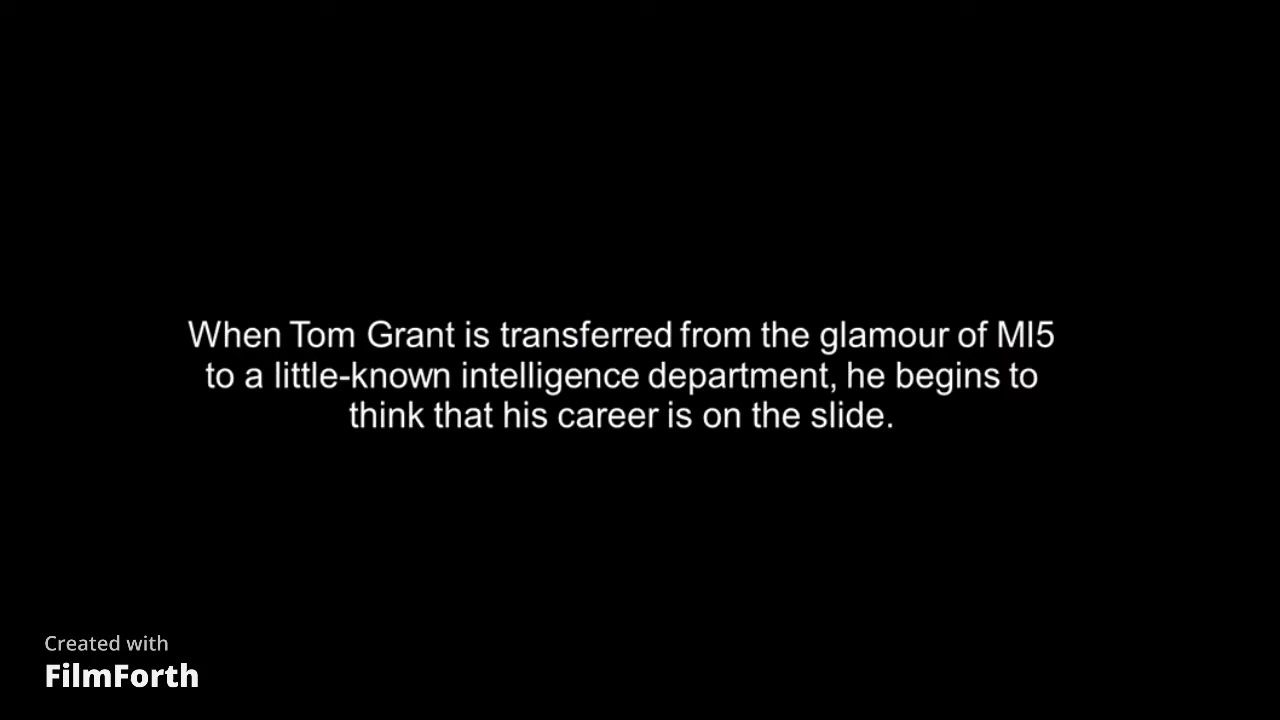 When Tom Grant is transferred from the glamour of MI5
to a little-known intelligence department, he begins to
think that his career is on the slide.
Created with
FilmForth